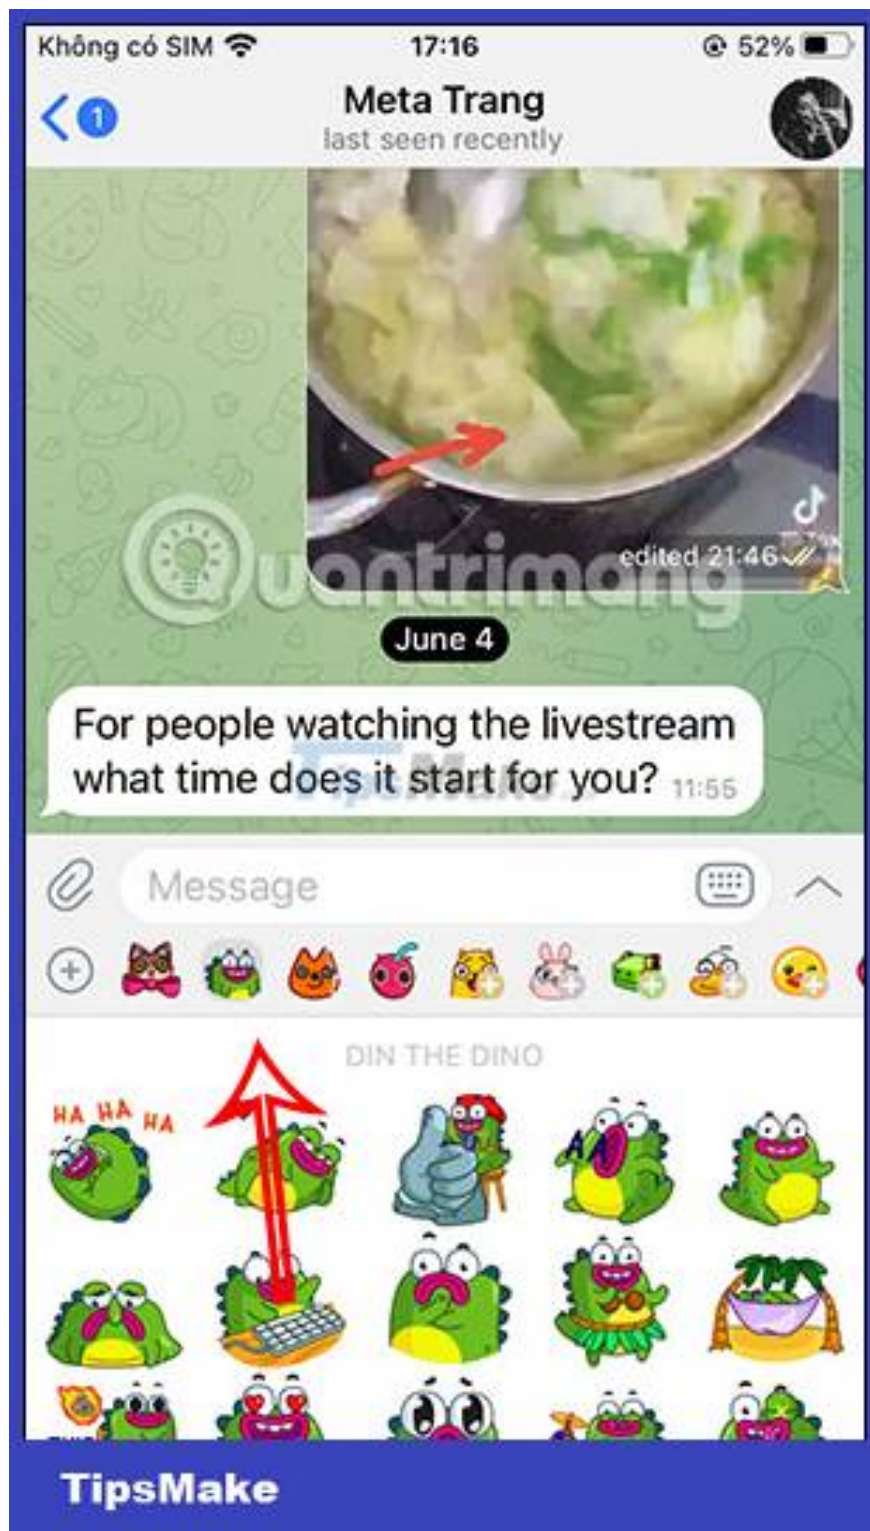 Không có SIM
17:16
52%
1
Meta Trang
last seen recently
edited 21:46
Quantrimang
June 4
For people watching the livestream
what time does it start for you? 11:55
TipsMake
Message
DIN THE DINO
HA HA HA
AA
TipsMake